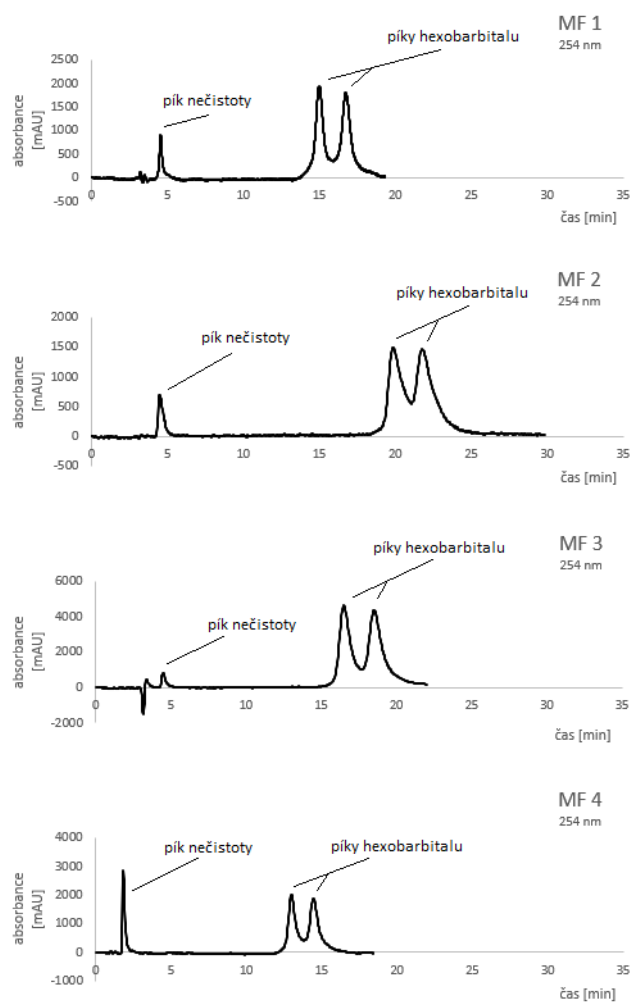 MF 1
254 nm
píky hexobarbitalu
pík nečistoty
absorbance
[mAU]
2500
2000
1500
1000
500
0
-500
0 5 10 15 20 25 30 35
čas [min]
MF 2
254 nm
píky hexobarbitalu
pík nečistoty
absorbance
[mAU]
2000
1500
1000
500
0
-500
0 5 10 15 20 25 30 35
čas [min]
MF 3
254 nm
píky hexobarbitalu
pík nečistoty
absorbance
[mAU]
6000
4000
2000
0
-2000
0 5 10 15 20 25 30 35
čas [min]
MF 4
254 nm
píky hexobarbitalu
pík nečistoty
absorbance
[mAU]
4000
3000
2000
1000
0
-1000
0 5 10 15 20 25 30 35
čas [min]